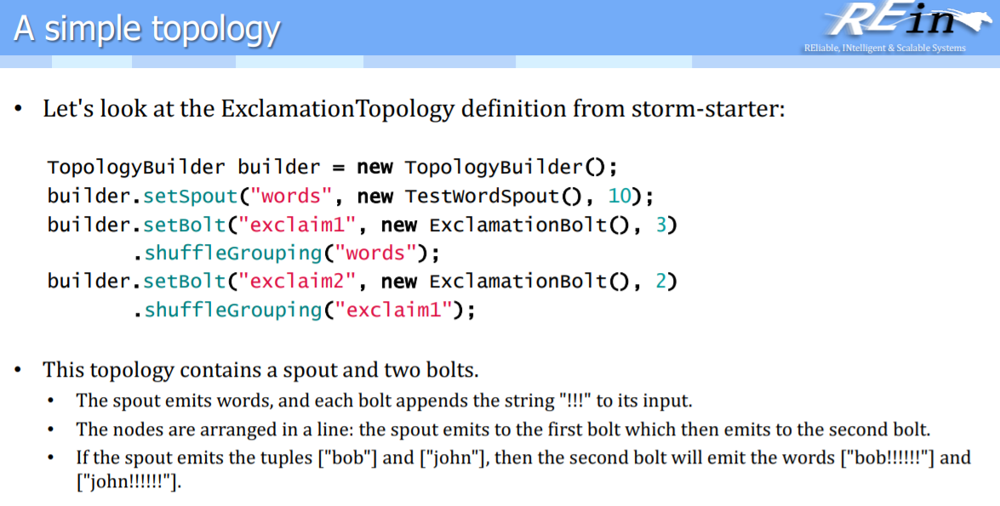 A simple topology
REin
REliable, INtelligent & Scalable Systems
• Let's look at the ExclamationTopology definition from storm-starter:
TopologyBuilder builder = new TopologyBuilder();
builder.setSpout("words", new TestWordSpout(), 10);
builder.setBolt("exclaim1", new ExclamationBolt(), 3)
.shuffleGrouping("words");
builder.setBolt("exclaim2", new ExclamationBolt(), 2)
.shuffleGrouping("exclaim1");
• This topology contains a spout and two bolts.
• The spout emits words, and each bolt appends the string "!!!" to its input.
• The nodes are arranged in a line: the spout emits to the first bolt which then emits to the second bolt.
• If the spout emits the tuples ["bob"] and ["john"], then the second bolt will emit the words ["bob!!!!!!"] and
["john!!!!!!"].